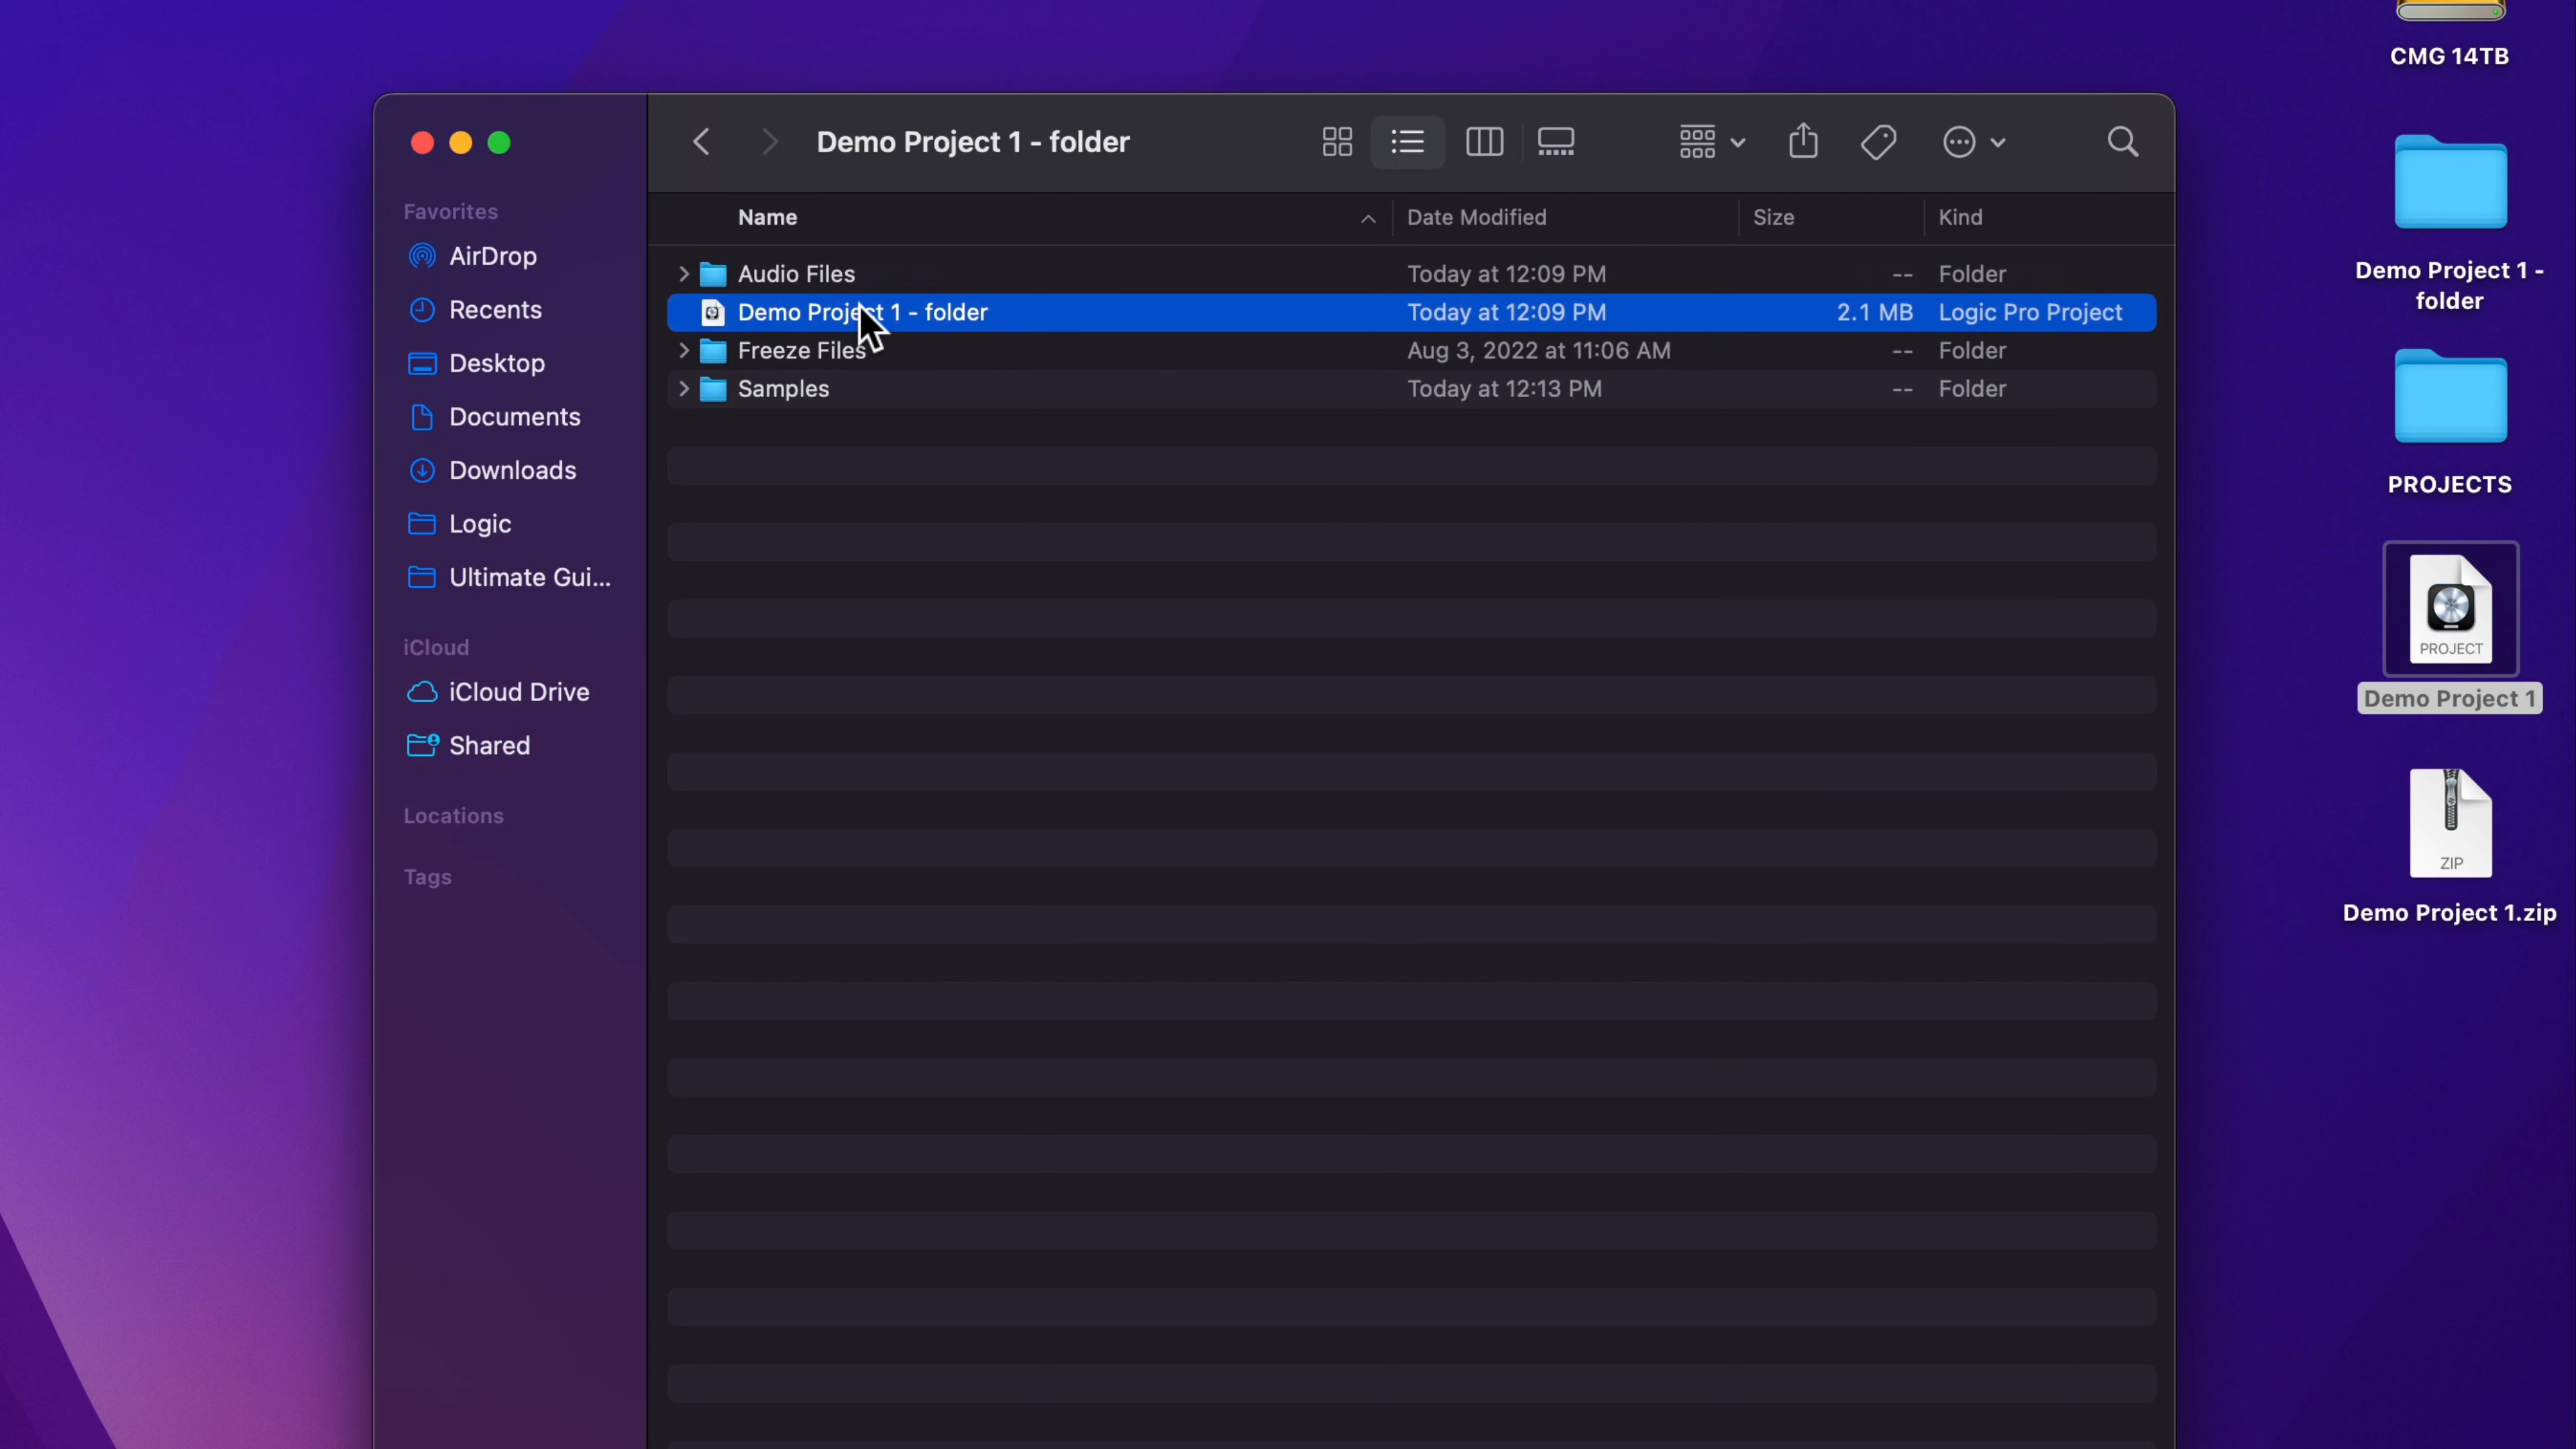 CMG 14TB
Demo Project 1 - folder
Favorites
AirDrop
Recents
Desktop
Documents
Downloads
Logic
Ultimate Gui...
iCloud
iCloud Drive
Shared
Locations
Tags
Name Date Modified Size Kind
Audio Files Today at 12:09 PM -- Folder
Demo Project 1 - folder Today at 12:09 PM 2.1 MB Logic Pro Project
Freeze Files Aug 3, 2022 at 11:06 AM -- Folder
Samples Today at 12:13 PM -- Folder
Demo Project 1 -
folder
PROJECTS
PROJECT
Demo Project 1
ZIP
Demo Project 1.zip